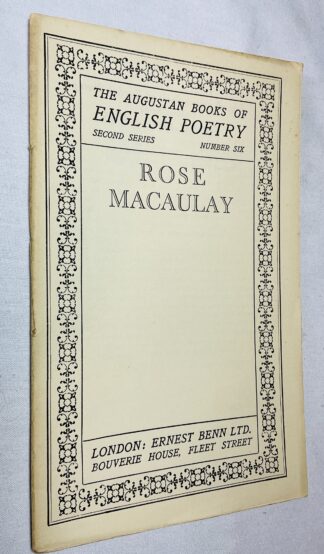 THE AUGUSTAN BOOKS OF
ENGLISH POETRY
SECOND SERIES NUMBER SIX
ROSE
MACAULAY
LONDON: ERNEST BENN LTD.
BOUVERIE HOUSE, FLEET STREET